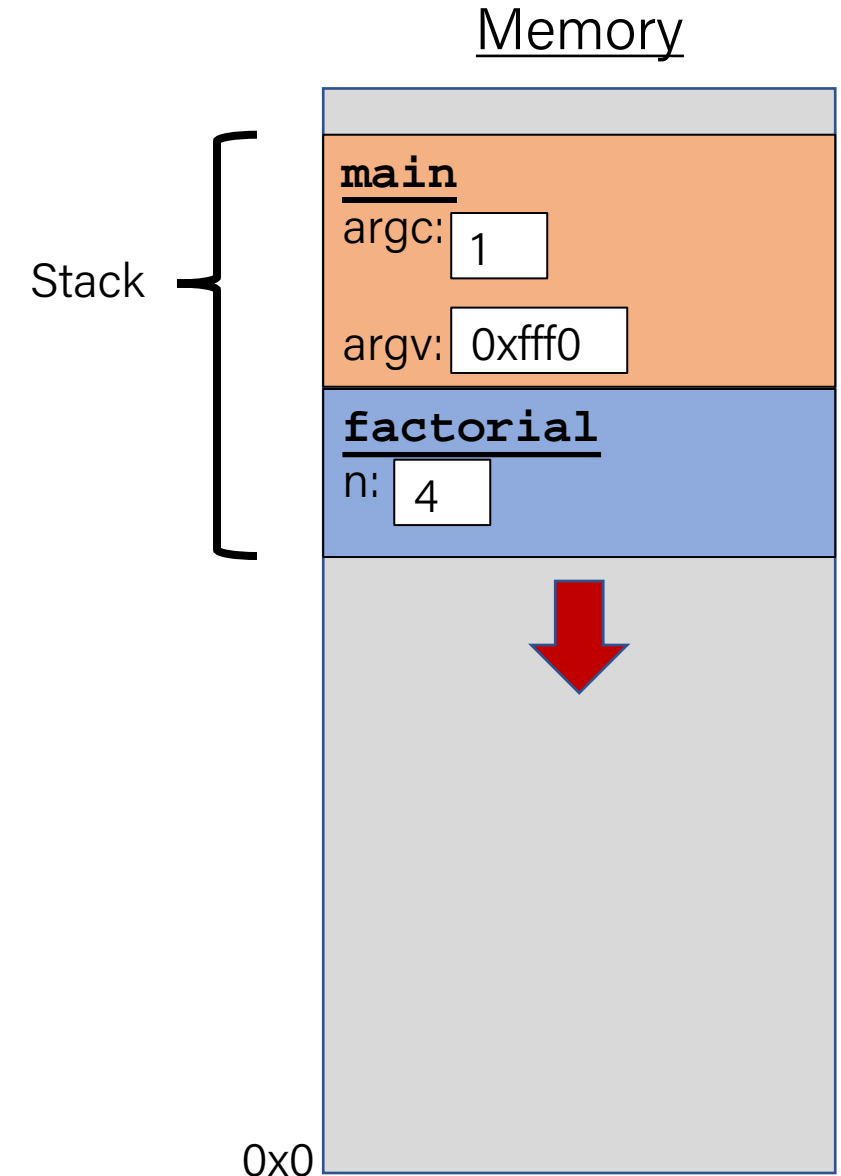 Memory
main
argc: 1
Stack
argv: 0xfff0
factorial
n: 4
0x0